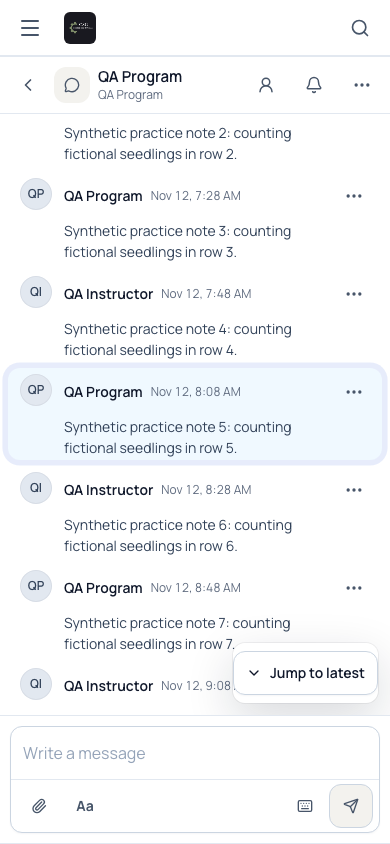 QA Program
QA Program
Synthetic practice note 2: counting
fictional seedlings in row 2.
QP
QA Program Nov 12, 7:28 AM
Synthetic practice note 3: counting
fictional seedlings in row 3.
QI
QA Instructor Nov 12, 7:48 AM
Synthetic practice note 4: counting
fictional seedlings in row 4.
QP
QA Program Nov 12, 8:08 AM
Synthetic practice note 5: counting
fictional seedlings in row 5.
QI
QA Instructor Nov 12, 8:28 AM
Synthetic practice note 6: counting
fictional seedlings in row 6.
QP
QA Program Nov 12, 8:48 AM
Synthetic practice note 7: counting
fictional seedlings in row 7.
QI
QA Instructor Nov 12, 9:08
Jump to latest
Write a message
Aa